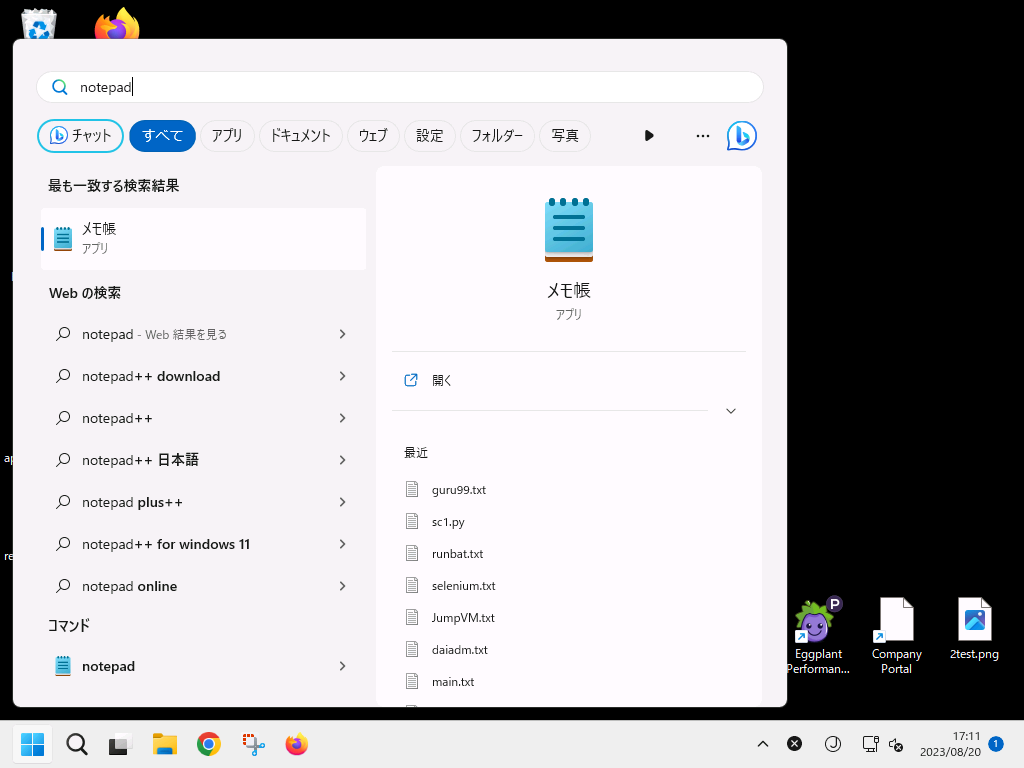 notepad
チャット
すべて
アプリ
ドキュメント
ウェブ
設定
フォルダー
写真
最も一致する検索結果
メモ帳
アプリ
Web の検索
notepad - Web 結果を見る
notepad++ download
notepad++
notepad++ 日本語
notepad plus++
notepad++ for windows 11
notepad online
コマンド
notepad
メモ帳
アプリ
開く
最近
guru99.txt
sc1.py
runbat.txt
selenium.txt
JumpVM.txt
daiadm.txt
main.txt
ap
re
P
Eggplant
Performan...
Company
Portal
2test.png
17:11
2023/08/20
1